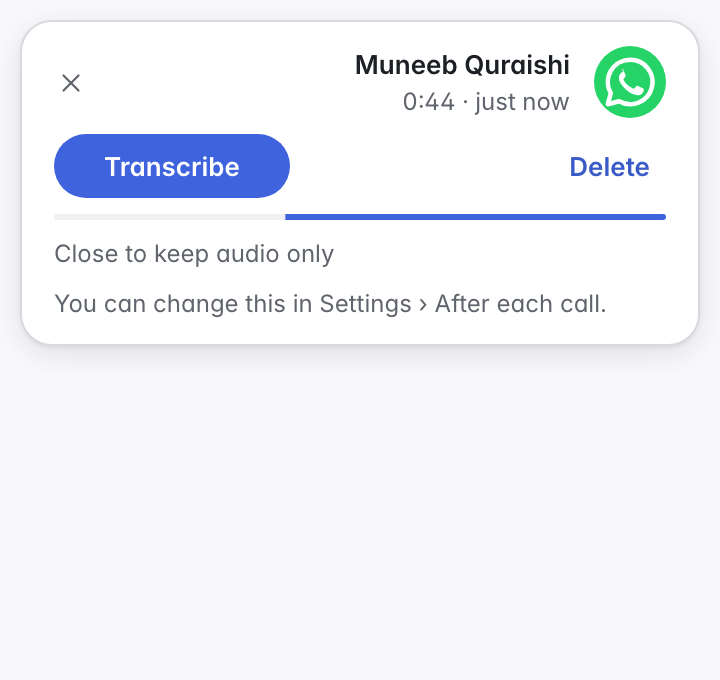 Muneeb Quraishi
0:44 · just now
Transcribe
Delete
Close to keep audio only
You can change this in Settings › After each call.